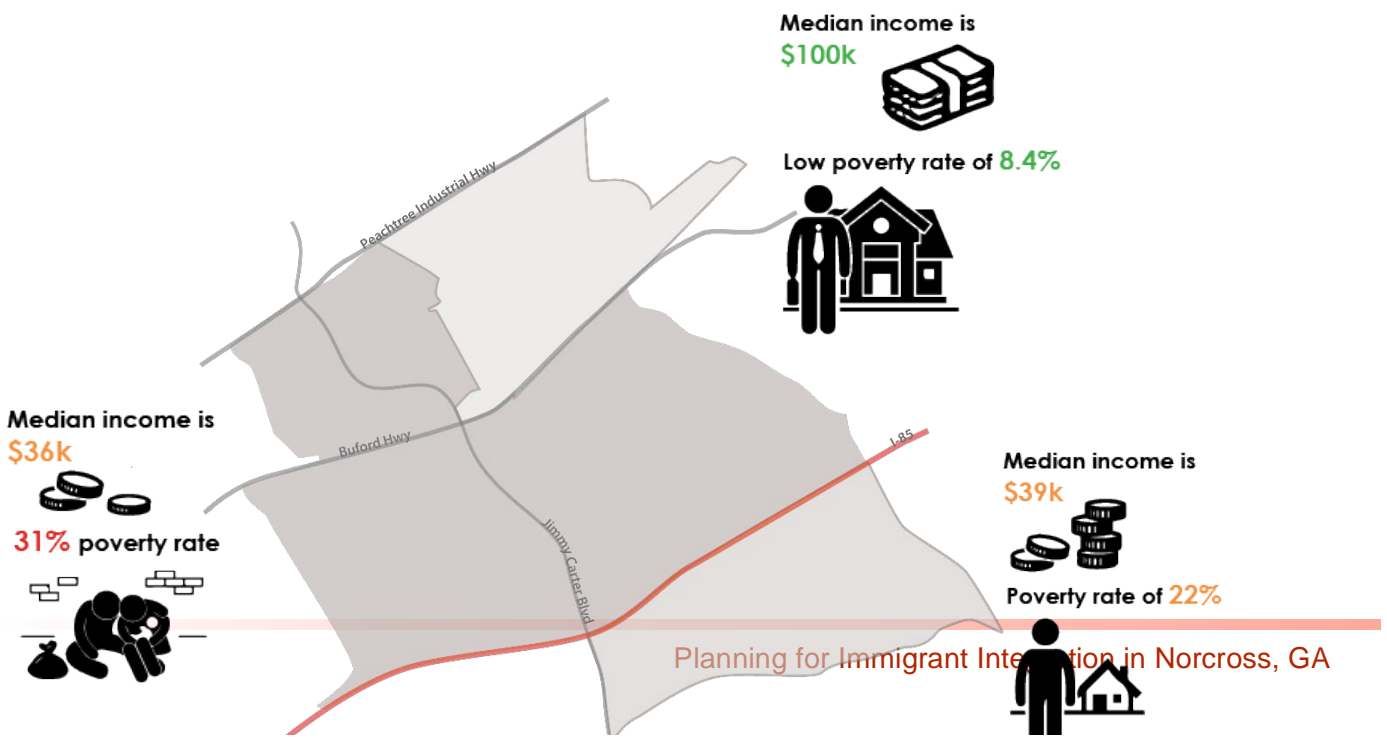 Median income is
$100k
Low poverty rate of 8.4%
Peachtree Industrial Hwy
Median income is
$36k
31% poverty rate
Buford Hwy
I-85
Jimmy Carter Blvd
Median income is
$39k
Poverty rate of 22%
Planning for Immigrant Inte tion in Norcross, GA